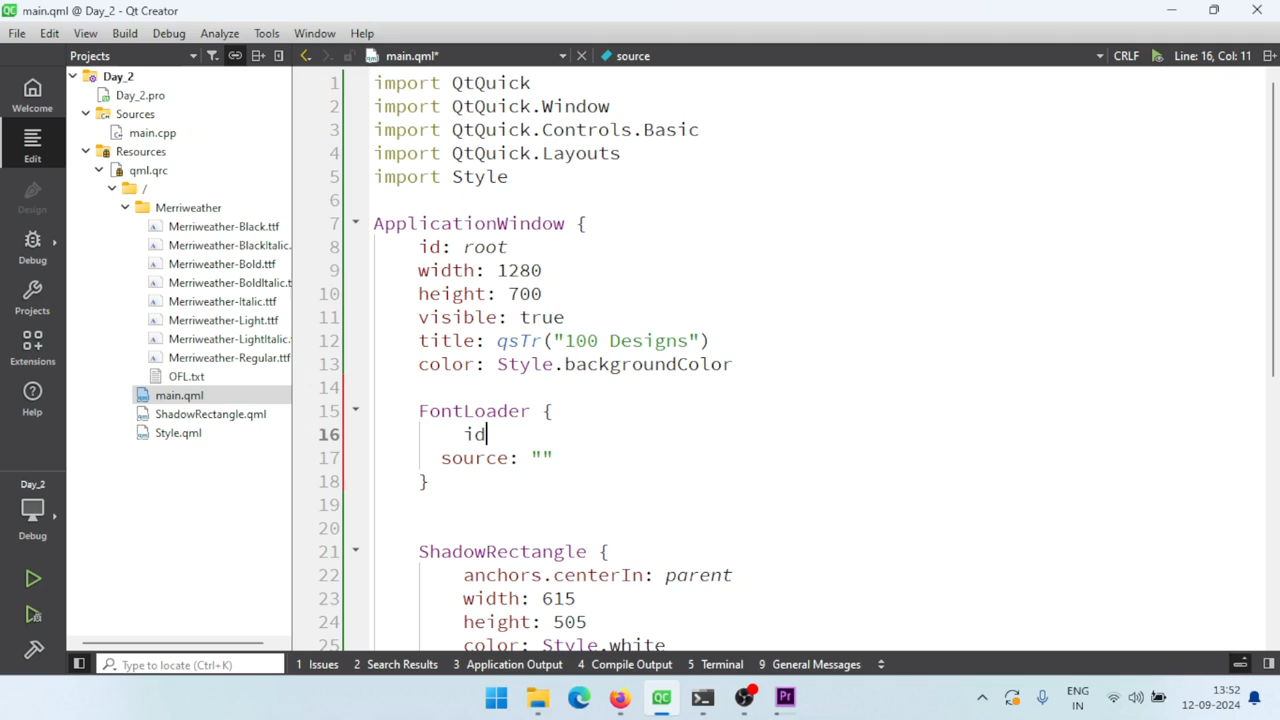 main.qml @ Day_2 - Qt Creator
File Edit View Build Debug Analyze Tools Window Help
Projects main.qml* source CRLF Line: 16, Col: 11
Welcome
Edit
Design
Debug
Projects
Extensions
Help
Day_2
Debug
Day_2
Day_2.pro
Sources
main.cpp
Resources
qml.qrc
/
Merriweather
Merriweather-Black.ttf
Merriweather-BlackItalic.
Merriweather-Bold.ttf
Merriweather-BoldItalic.t
Merriweather-Italic.ttf
Merriweather-Light.ttf
Merriweather-LightItalic.
Merriweather-Regular.ttf
OFL.txt
main.qml
ShadowRectangle.qml
Style.qml
1 import QtQuick
2 import QtQuick.Window
3 import QtQuick.Controls.Basic
4 import QtQuick.Layouts
5 import Style
6
7 ApplicationWindow {
8 id: root
9 width: 1280
10 height: 700
11 visible: true
12 title: qsTr("100 Designs")
13 color: Style.backgroundColor
14
15 FontLoader {
16 id
17 source: ""
18 }
19
20
21 ShadowRectangle {
22 anchors.centerIn: parent
23 width: 615
24 height: 505
25 color: Style.white
Type to locate (Ctrl+K) 1 Issues 2 Search Results 3 Application Output 4 Compile Output 5 Terminal 9 General Messages
ENG
IN
13:52
12-09-2024